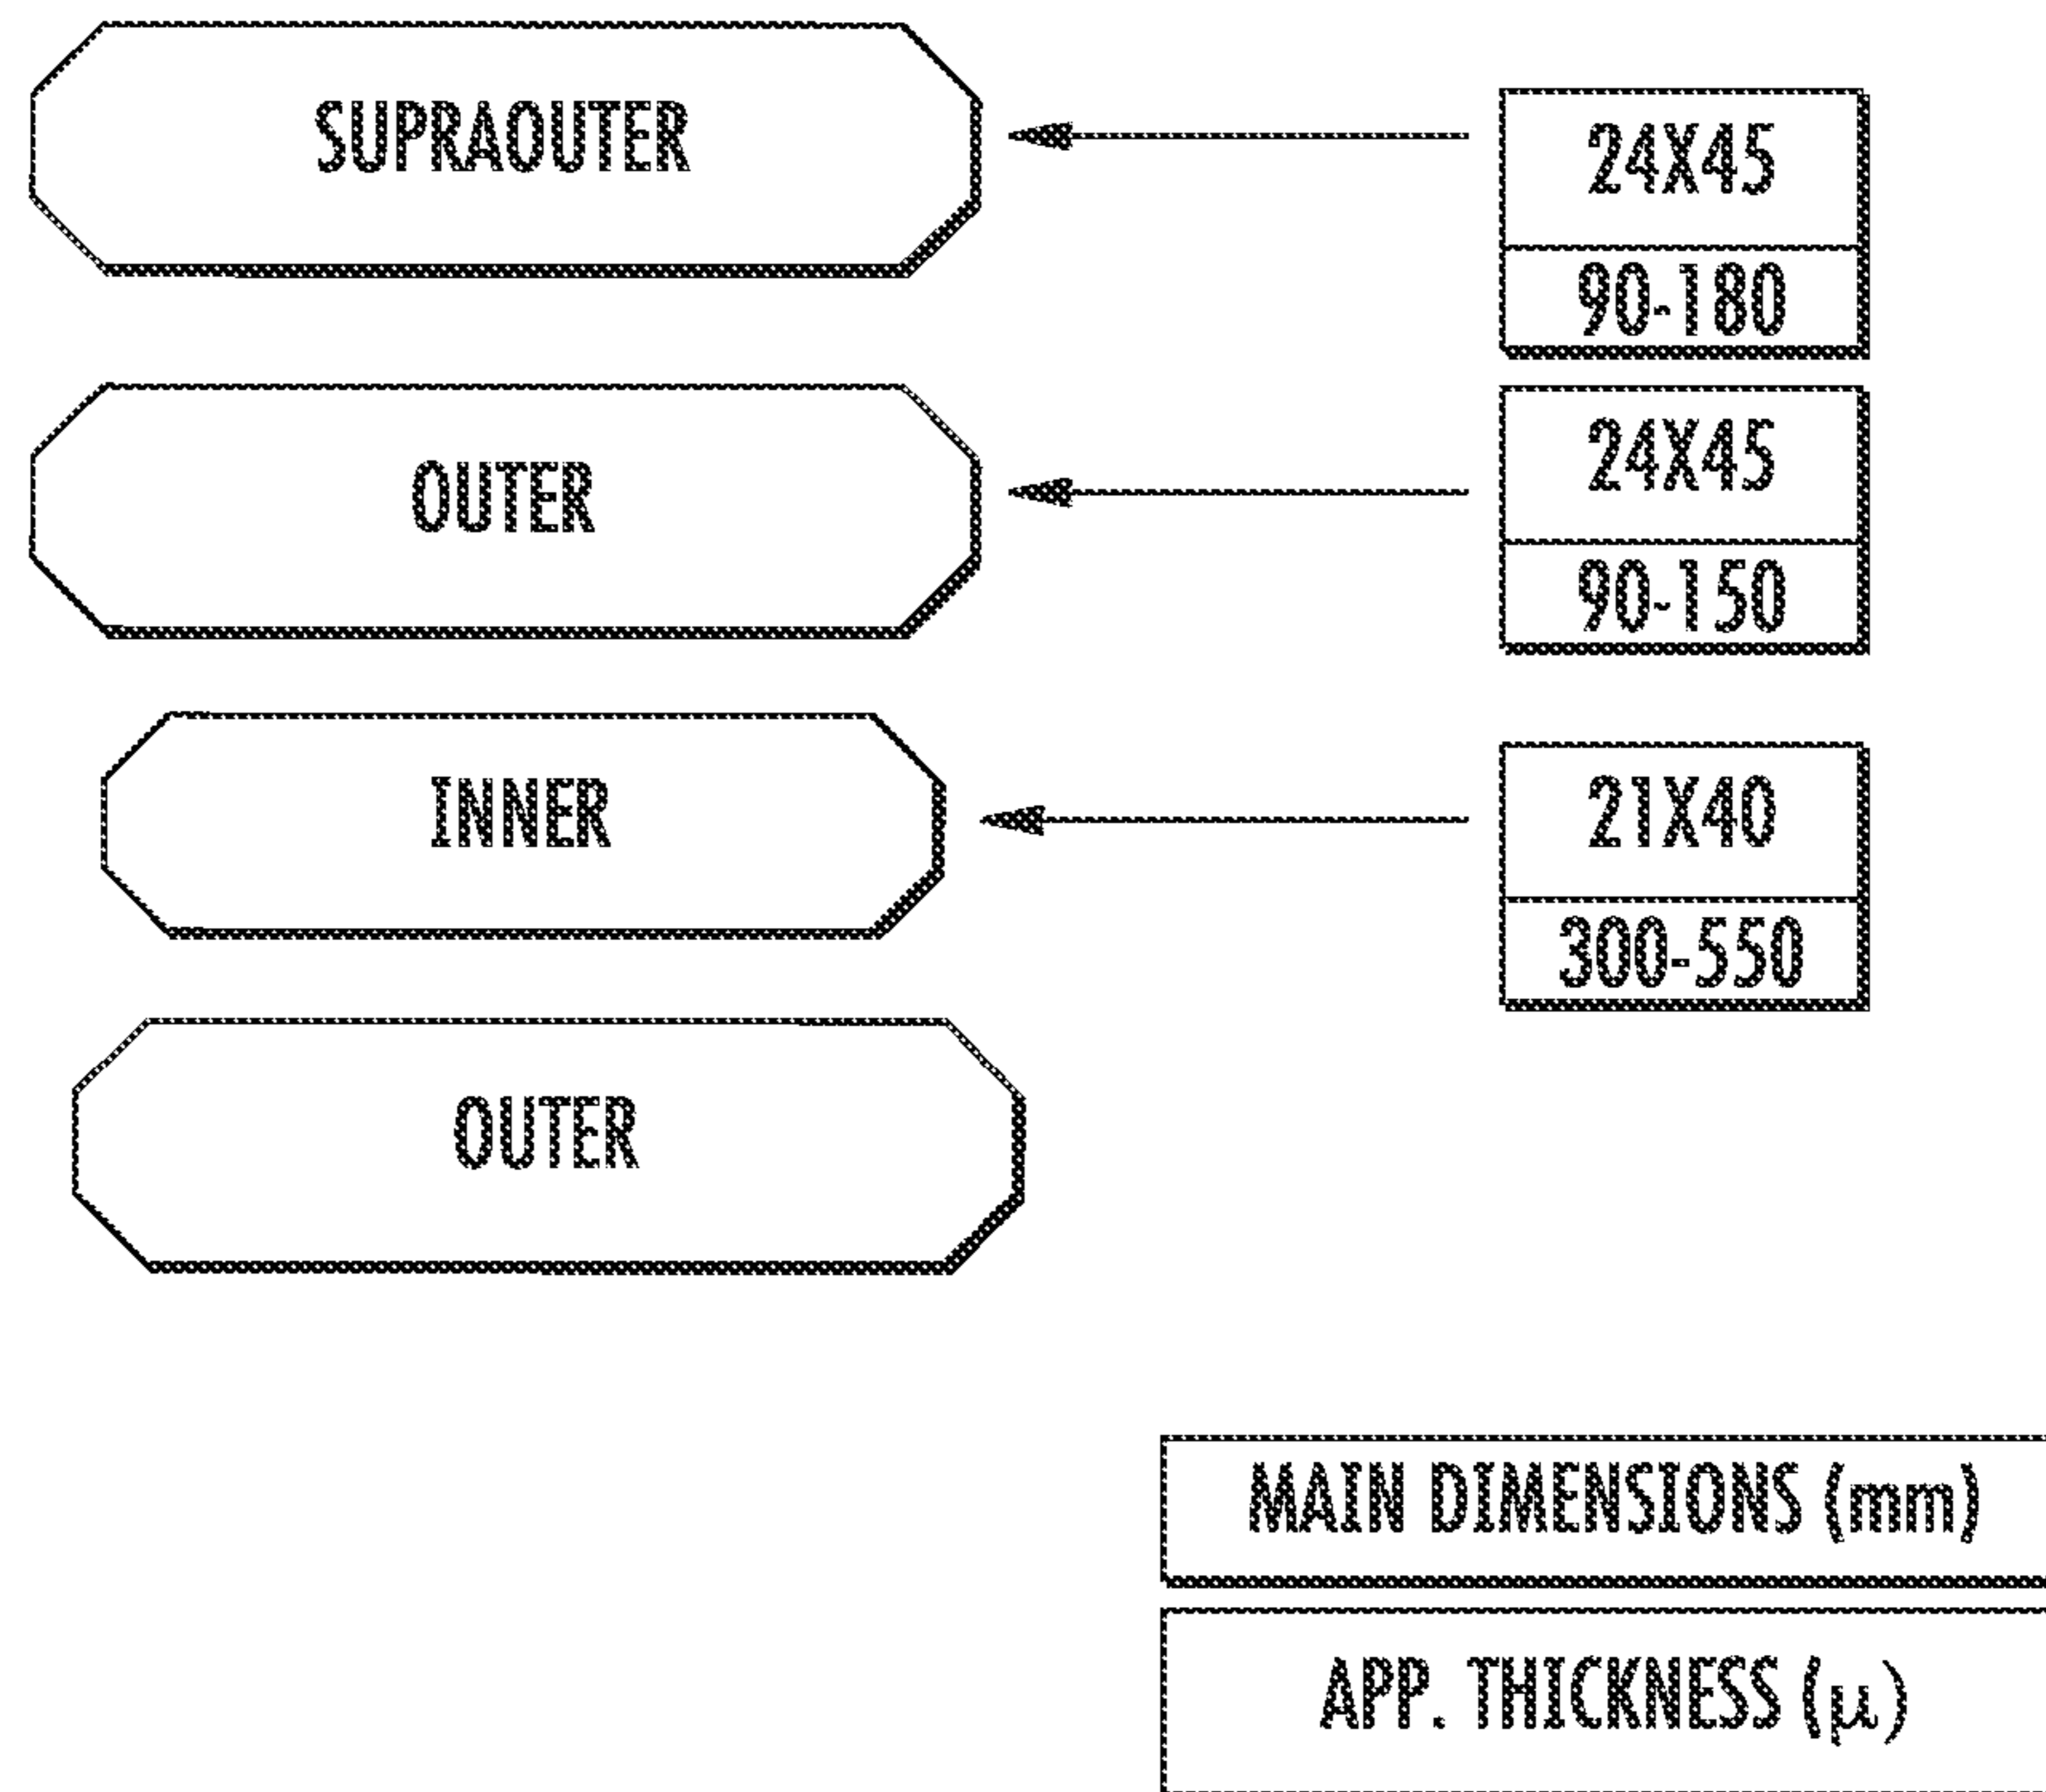 SUPRAOUTER
24X45
90-180
OUTER
24X45
90-150
INNER
21X40
300-550
OUTER
MAIN DIMENSIONS (mm)
APP. THICKNESS (µ)